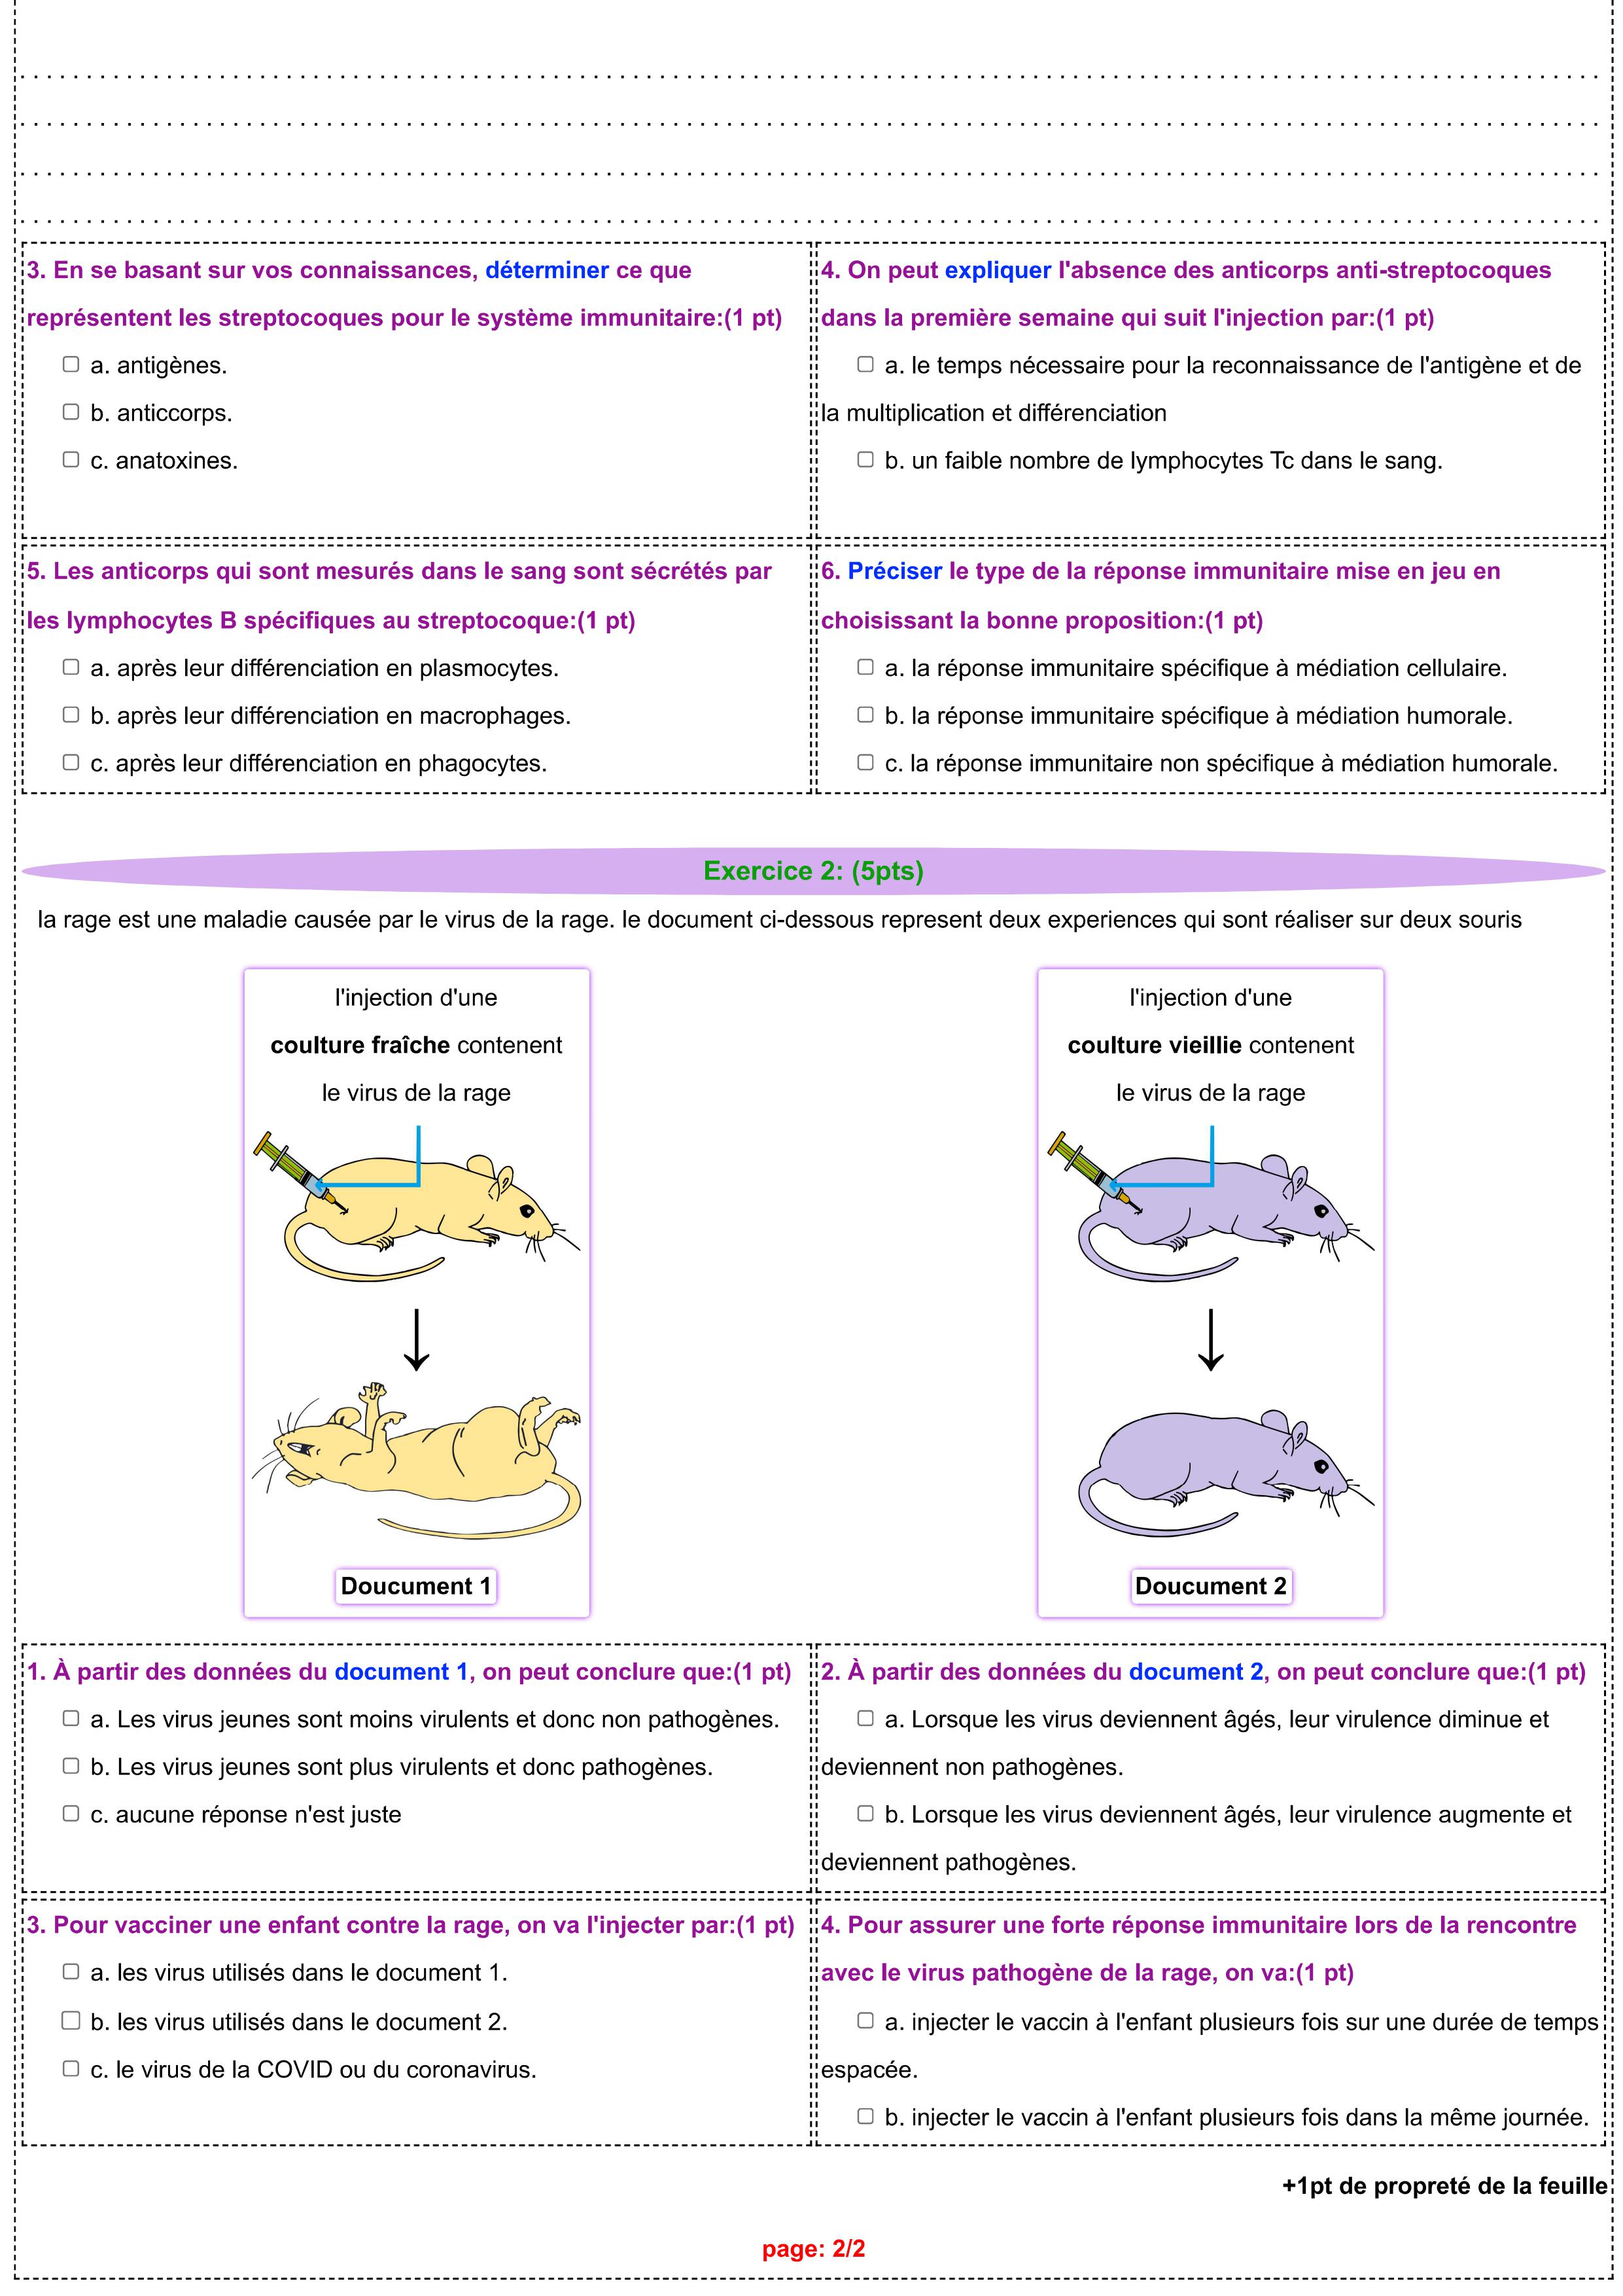 3. En se basant sur vos connaissances, déterminer ce que
représentent les streptocoques pour le système immunitaire:(1 pt)
a. antigènes.
b. anticcorps.
c. anatoxines.
4. On peut expliquer l'absence des anticorps anti-streptocoques
dans la première semaine qui suit l'injection par:(1 pt)
a. le temps nécessaire pour la reconnaissance de l'antigène et de
la multiplication et différenciation
b. un faible nombre de lymphocytes Tc dans le sang.
5. Les anticorps qui sont mesurés dans le sang sont sécrétés par
les lymphocytes B spécifiques au streptocoque:(1 pt)
a. après leur différenciation en plasmocytes.
b. après leur différenciation en macrophages.
c. après leur différenciation en phagocytes.
6. Préciser le type de la réponse immunitaire mise en jeu en
choisissant la bonne proposition:(1 pt)
a. la réponse immunitaire spécifique à médiation cellulaire.
b. la réponse immunitaire spécifique à médiation humorale.
c. la réponse immunitaire non spécifique à médiation humorale.
Exercice 2: (5pts)
la rage est une maladie causée par le virus de la rage. le document ci-dessous represent deux experiences qui sont réaliser sur deux souris
l'injection d'une
coulture fraîche contenent
le virus de la rage
Doucument 1
l'injection d'une
coulture vieillie contenent
le virus de la rage
Doucument 2
1. À partir des données du document 1, on peut conclure que:(1 pt)
a. Les virus jeunes sont moins virulents et donc non pathogènes.
b. Les virus jeunes sont plus virulents et donc pathogènes.
c. aucune réponse n'est juste
2. À partir des données du document 2, on peut conclure que:(1 pt)
a. Lorsque les virus deviennent âgés, leur virulence diminue et
deviennent non pathogènes.
b. Lorsque les virus deviennent âgés, leur virulence augmente et
deviennent pathogènes.
3. Pour vacciner une enfant contre la rage, on va l'injecter par:(1 pt)
a. les virus utilisés dans le document 1.
b. les virus utilisés dans le document 2.
c. le virus de la COVID ou du coronavirus.
4. Pour assurer une forte réponse immunitaire lors de la rencontre
avec le virus pathogène de la rage, on va:(1 pt)
a. injecter le vaccin à l'enfant plusieurs fois sur une durée de temps
espacée.
b. injecter le vaccin à l'enfant plusieurs fois dans la même journée.
+1pt de propreté de la feuille
page: 2/2